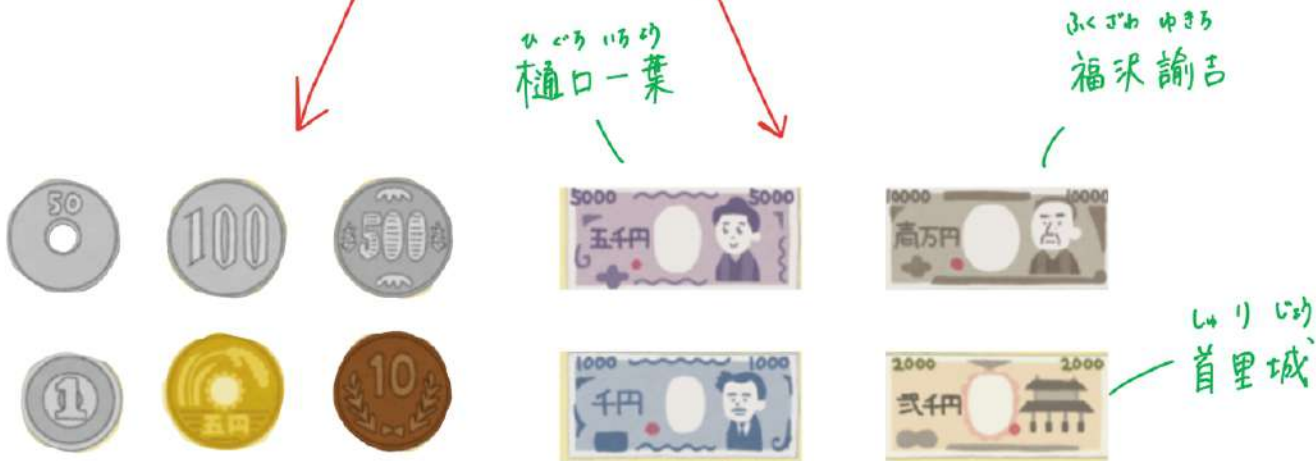 ひぐち いちよう
樋口一葉
ふくざわ ゆきち
福沢諭吉
50
100
500
5000 5000
五千円
10000 10000
壱万円
しゅ り じょう
首里城
1
五円
10
1000 1000
千円
2000 2000
弐千円